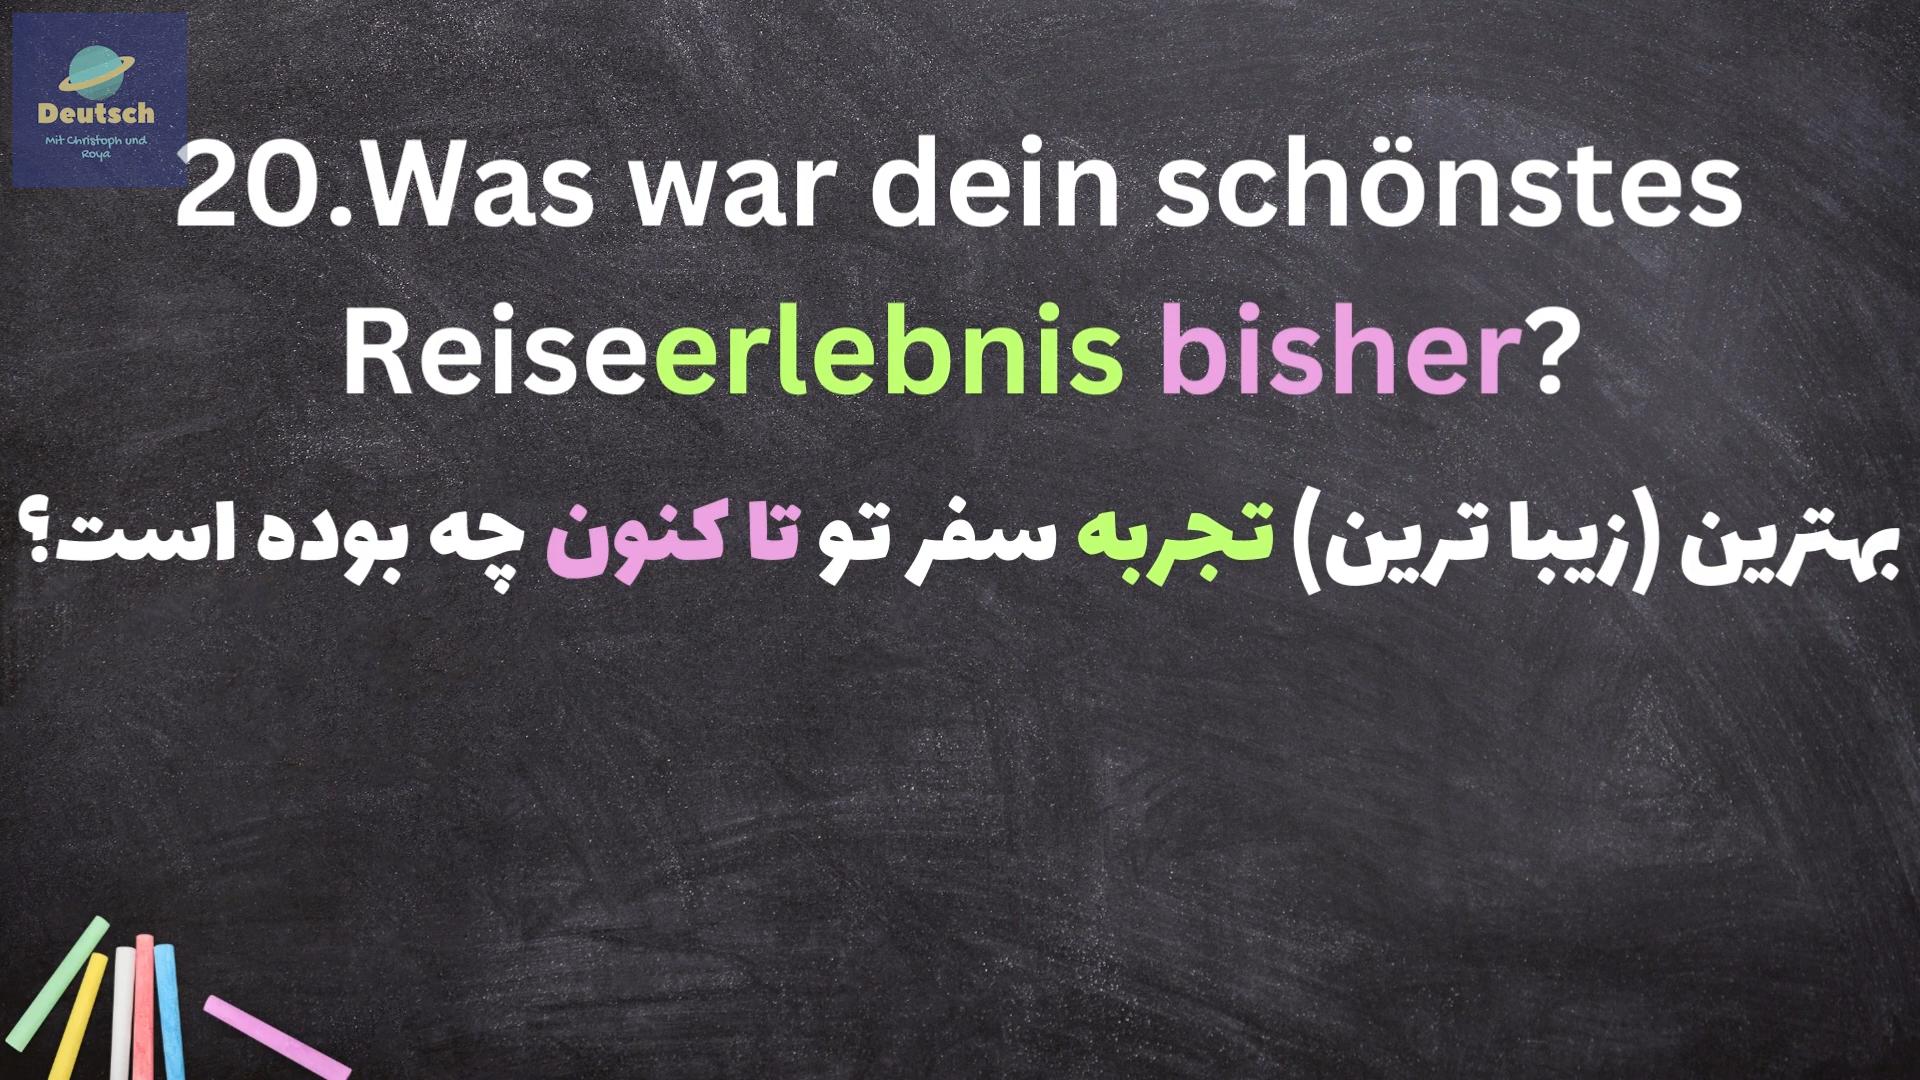 Deutsch
Mit Christoph und
Roya
20.Was war dein schönstes
Reiseerlebnis bisher?
بهترین (زیبا ترین) تجربه سفر تو تا کنون چه بوده است؟